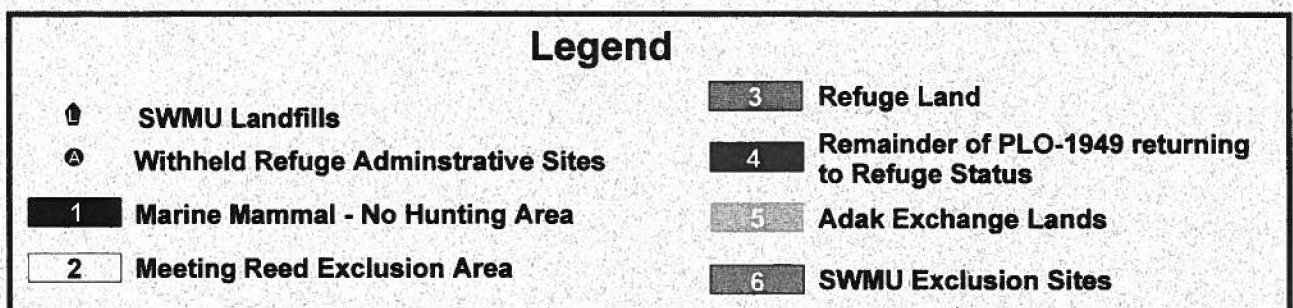 Legend
L SWMU Landfills
A Withheld Refuge Adminstrative Sites
1 Marine Mammal - No Hunting Area
2 Meeting Reed Exclusion Area
3 Refuge Land
4 Remainder of PLO-1949 returning
to Refuge Status
5 Adak Exchange Lands
6 SWMU Exclusion Sites